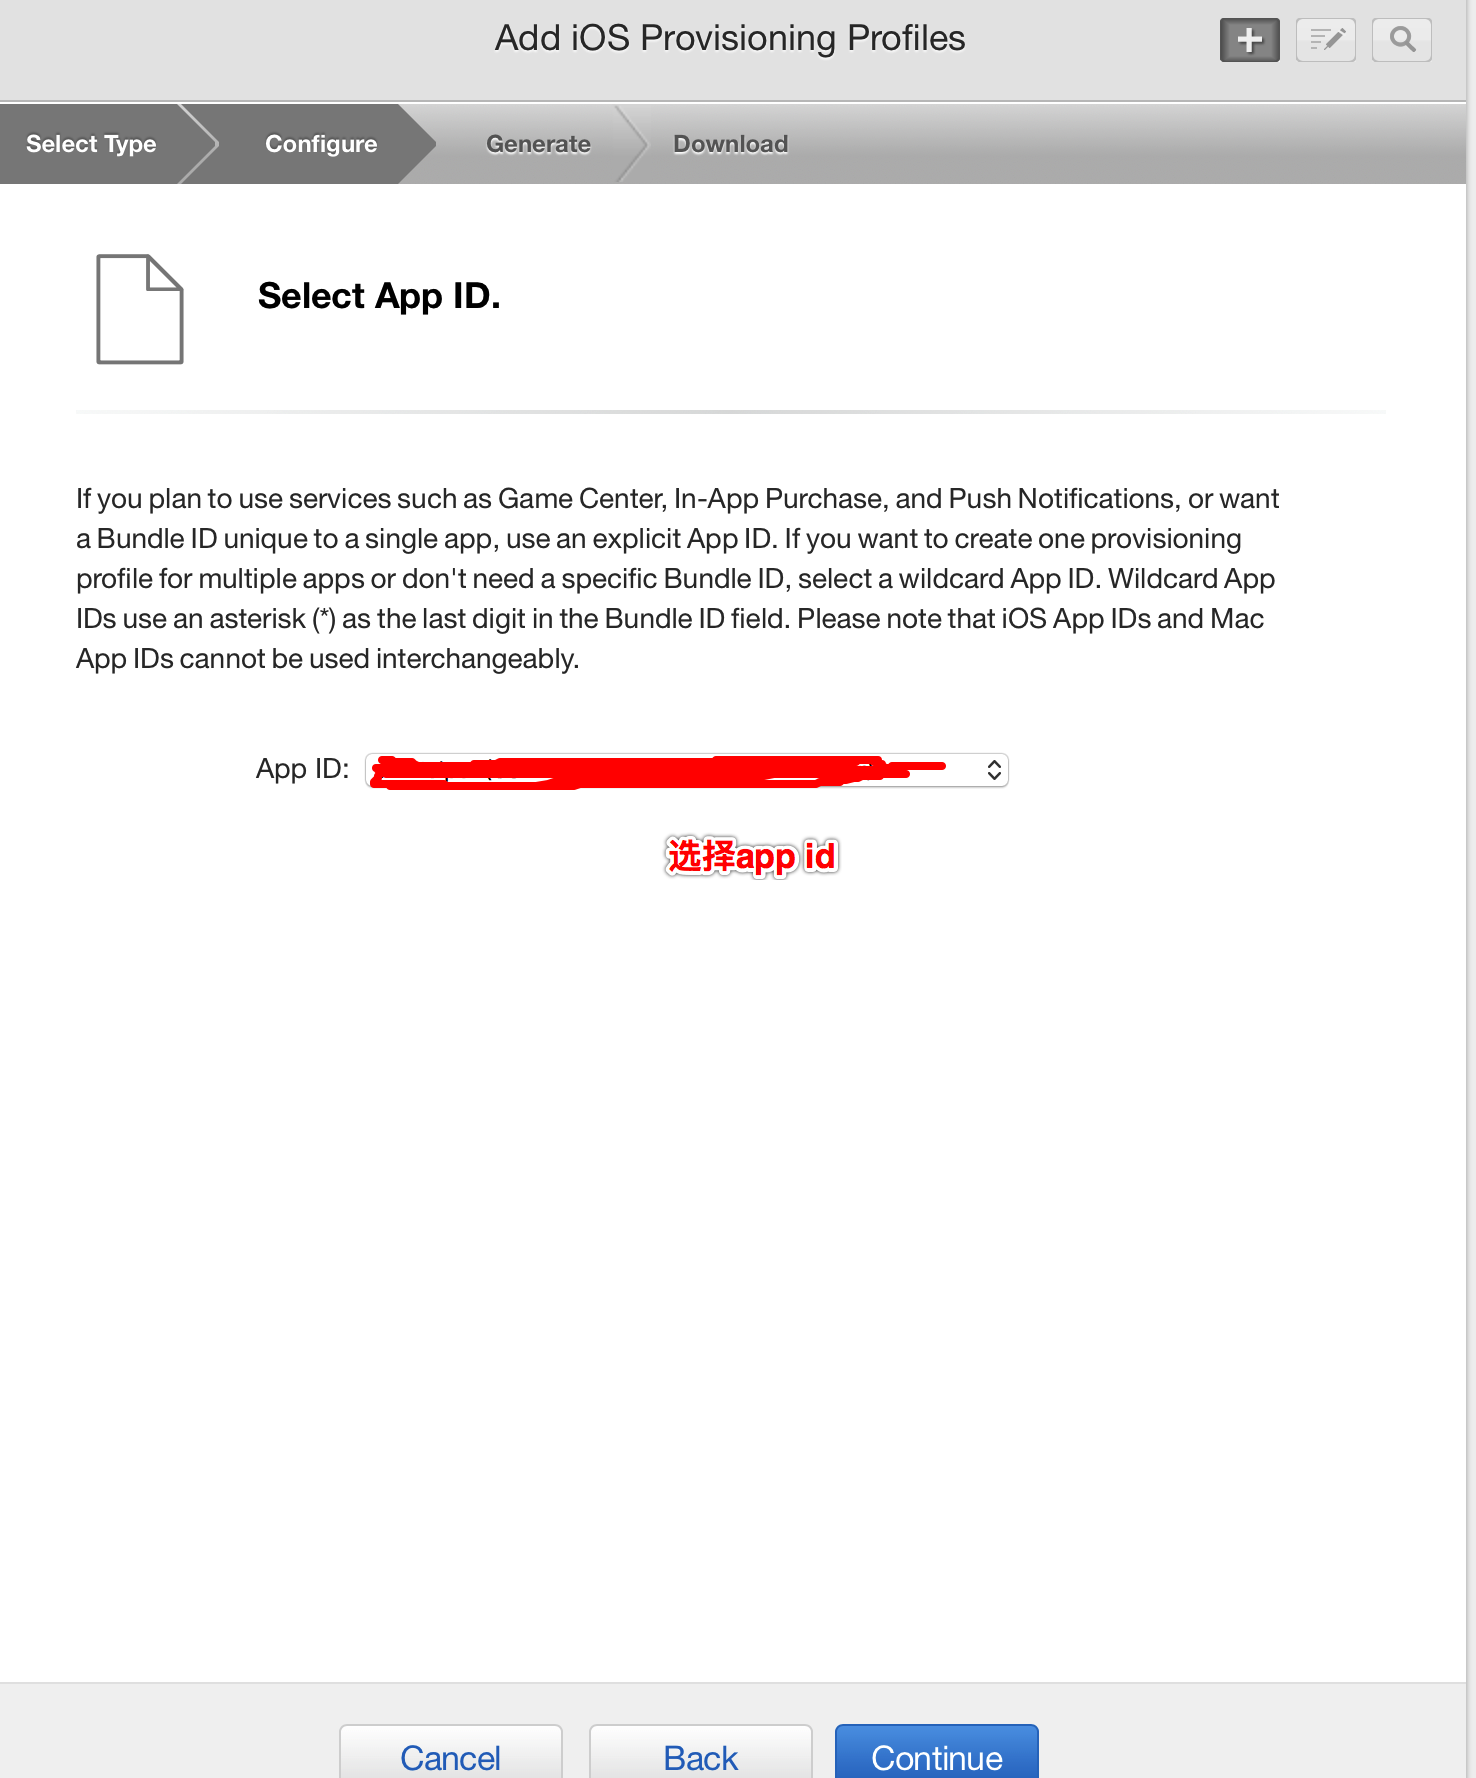 Add iOS Provisioning Profiles
Select Type
Configure
Generate
Download
Select App ID.
If you plan to use services such as Game Center, In-App Purchase, and Push Notifications, or want
a Bundle ID unique to a single app, use an explicit App ID. If you want to create one provisioning
profile for multiple apps or don't need a specific Bundle ID, select a wildcard App ID. Wildcard App
IDs use an asterisk (*) as the last digit in the Bundle ID field. Please note that iOS App IDs and Mac
App IDs cannot be used interchangeably.
App ID:
选择app id
Cancel
Back
Continue